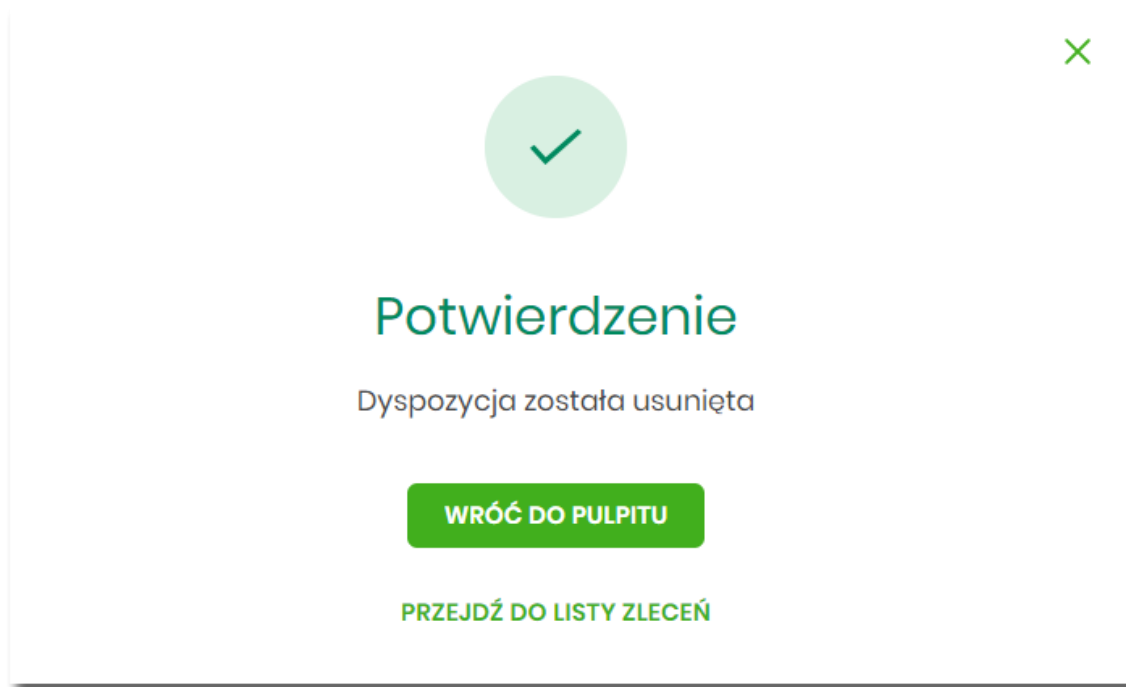 Potwierdzenie
Dyspozycja została usunięta
WRÓĆ DO PULPITU
PRZEJDŹ DO LISTY ZLECEŃ